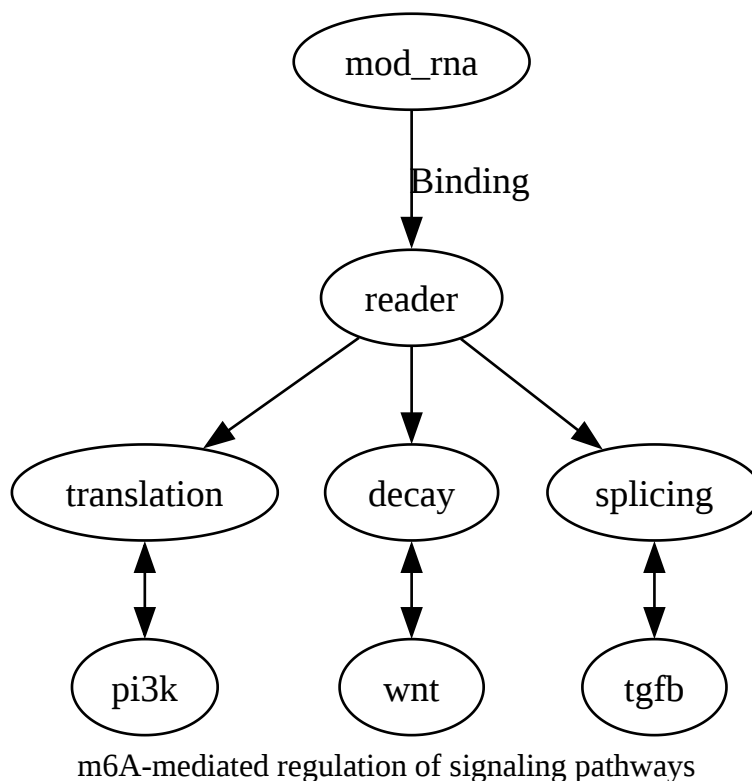 mod_rna
Binding
reader
translation
decay
splicing
pi3k
wnt
tgfb
m6A-mediated regulation of signaling pathways